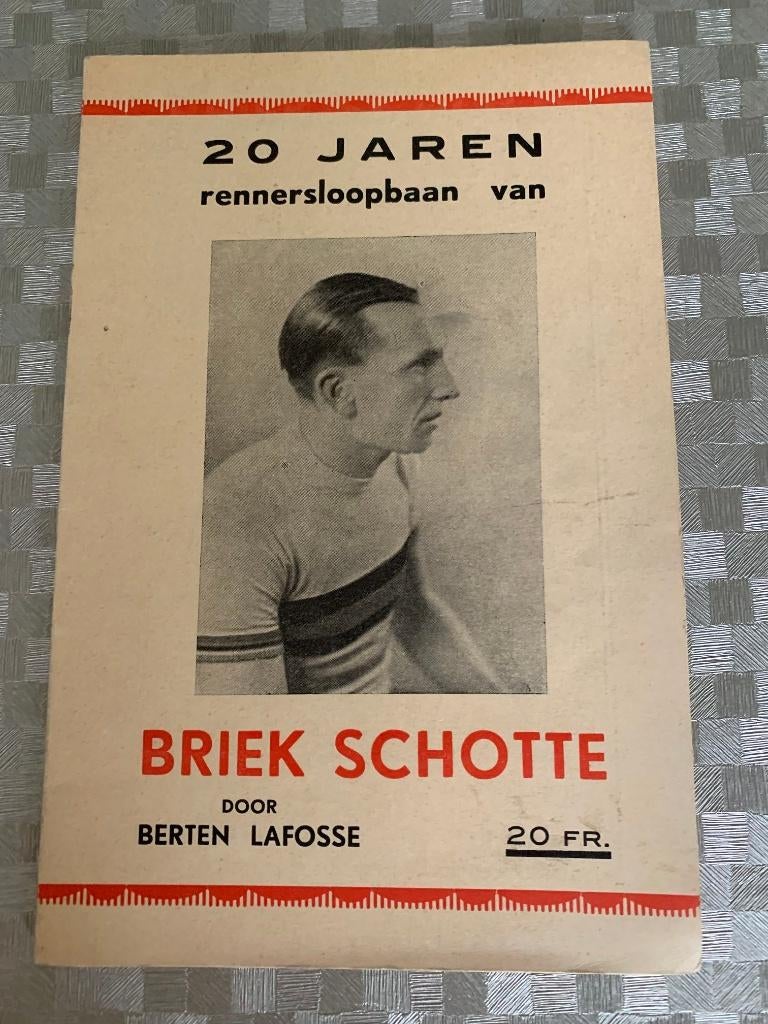 20 JAREN
rennersloopbaan van
BRIEK SCHOTTE
DOOR
BERTEN LAFOSSE
20 FR.